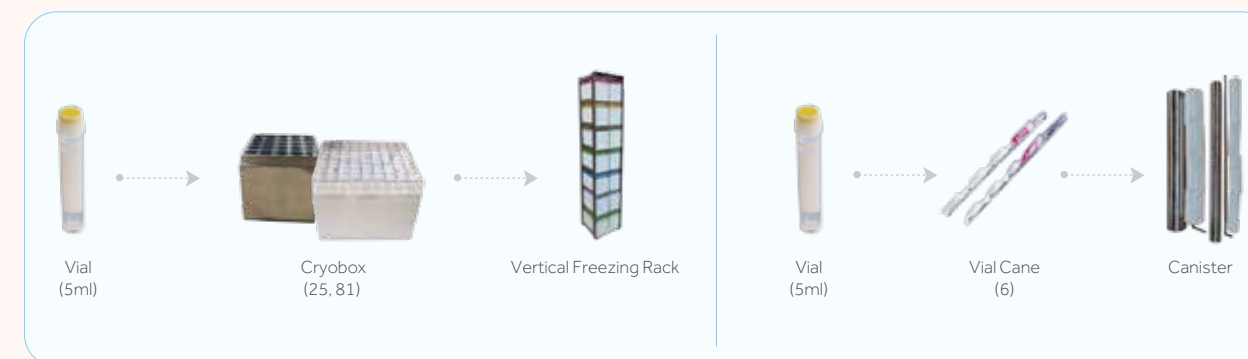 Vial
(5ml)
Cryobox
(25, 81)
Vertical Freezing Rack
Vial
(5ml)
Vial Cane
(6)
Canister